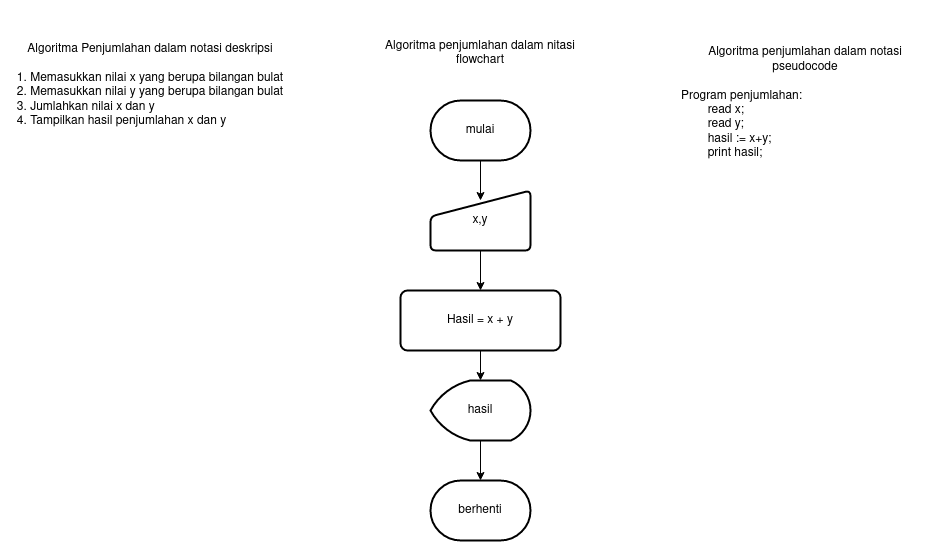 Algoritma Penjumlahan dalam notasi deskripsi
1. Memasukkan nilai x yang berupa bilangan bulat
2. Memasukkan nilai y yang berupa bilangan bulat
3. Jumlahkan nilai x dan y
4. Tampilkan hasil penjumlahan x dan y
Algoritma penjumlahan dalam nitasi
flowchart
mulai
x,y
Hasil = x + y
hasil
berhenti
Algoritma penjumlahan dalam notasi
pseudocode
Program penjumlahan:
read x;
read y;
hasil := x+y;
print hasil;